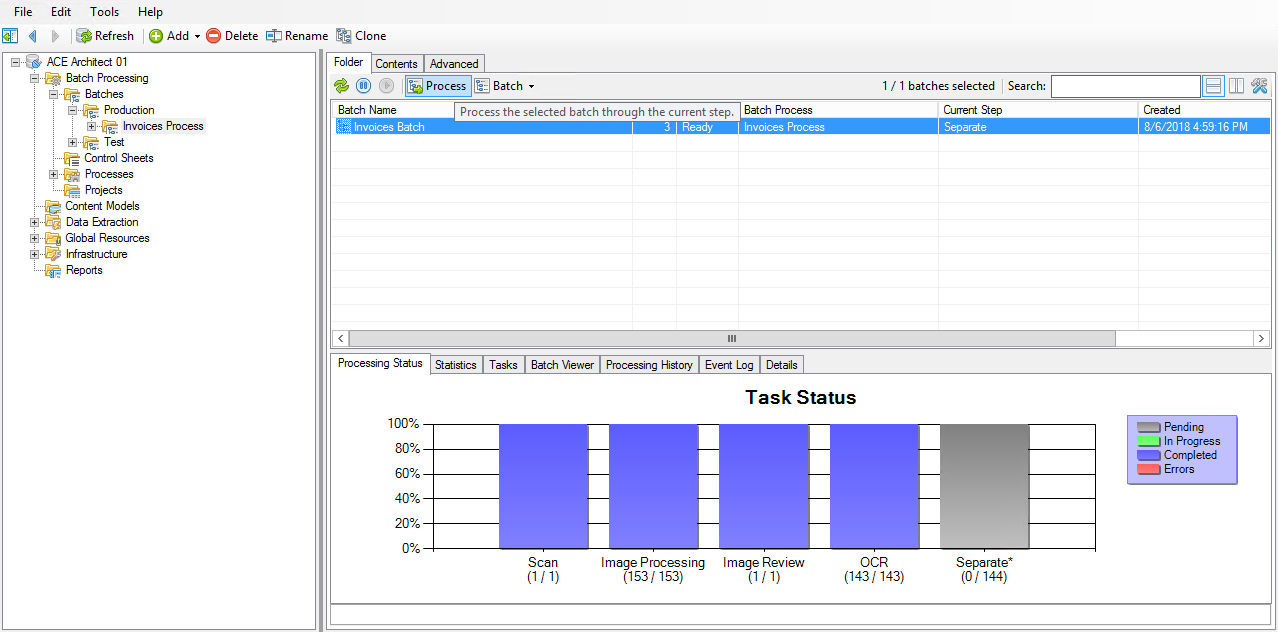 File Edit Tools Help
Refresh Add Delete Rename Clone
ACE Architect 01
Batch Processing
Batches
Production
Invoices Process
Test
Control Sheets
Processes
Projects
Content Models
Data Extraction
Global Resources
Infrastructure
Reports
Folder Contents Advanced
Process Batch 1 / 1 batches selected Search:
Batch Name Batch Process Current Step Created
Process the selected batch through the current step.
Invoices Batch 3 Ready Invoices Process Separate 8/6/2018 4:59:16 PM
Processing Status Statistics Tasks Batch Viewer Processing History Event Log Details
Task Status
100%
80%
60%
40%
20%
0%
Scan Image Processing Image Review OCR Separate*
(1 / 1) (153 / 153) (1 / 1) (143 / 143) (0 / 144)
Pending
In Progress
Completed
Errors